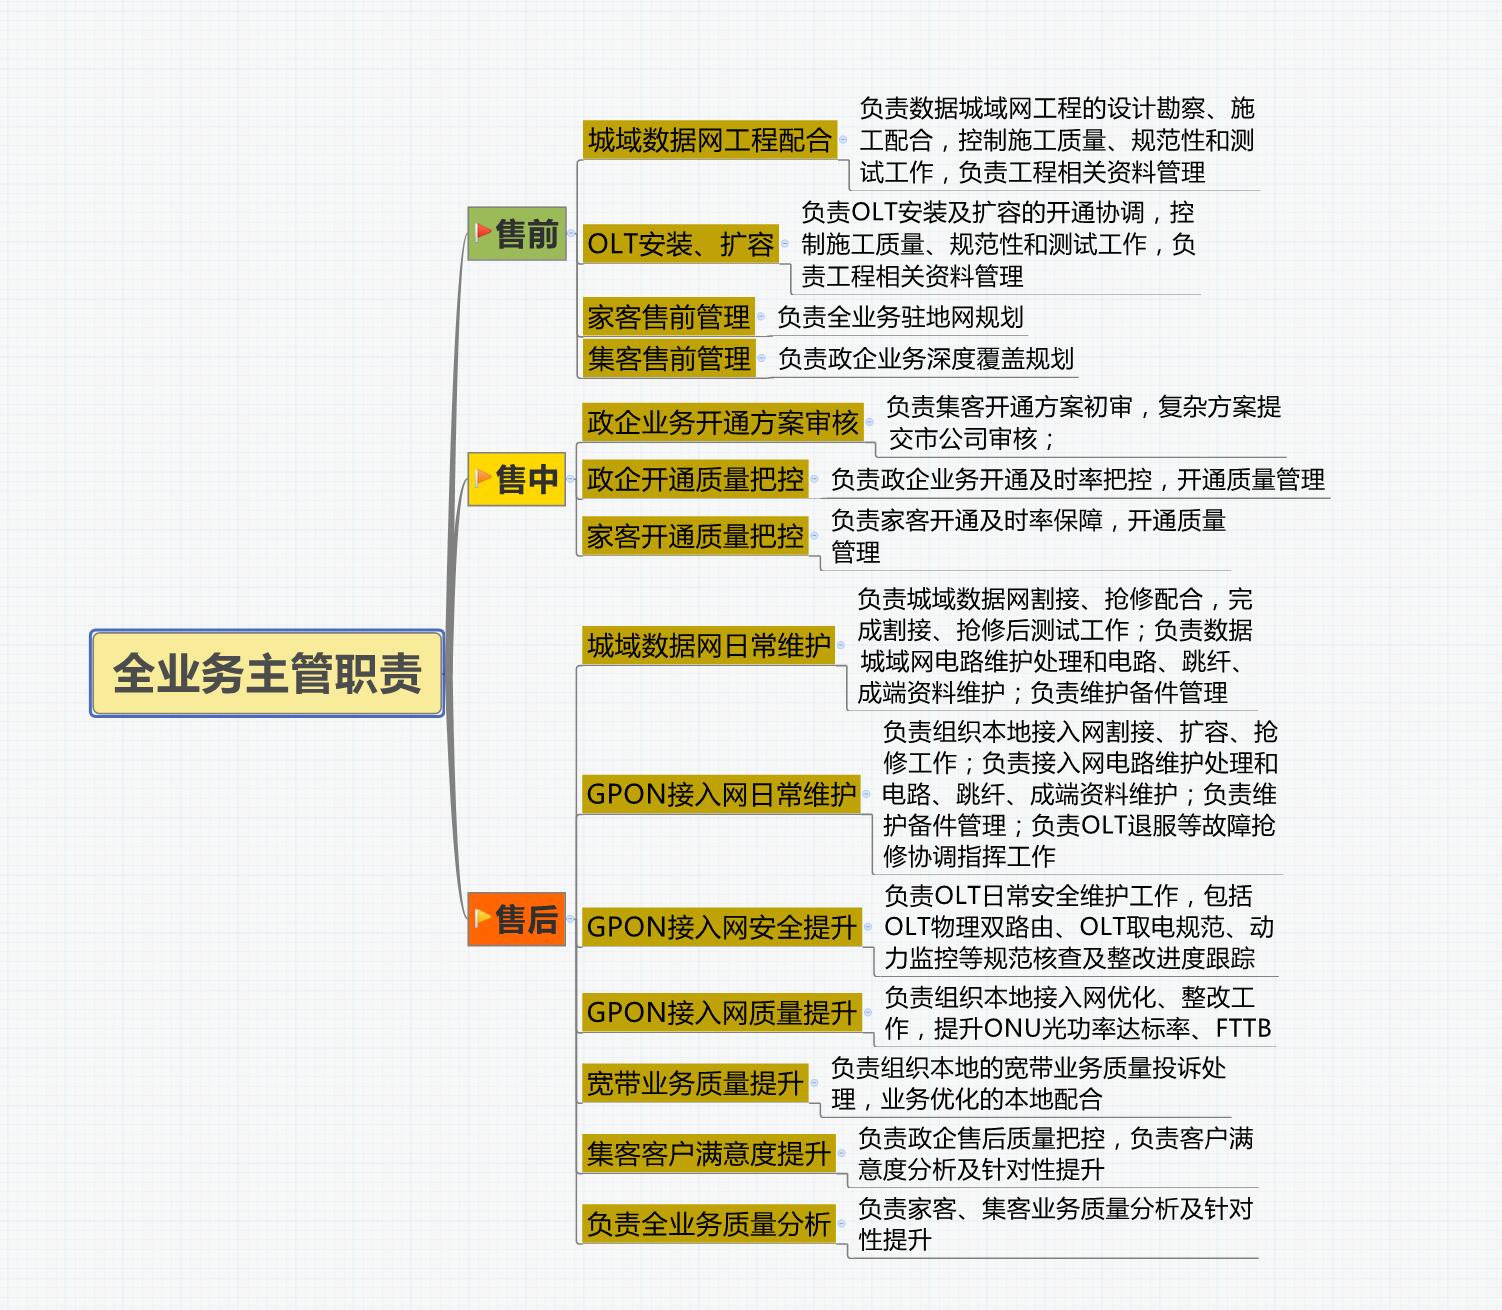 全业务主管职责
售前
城域数据网工程配合
负责数据城域网工程的设计勘察、施
工配合，控制施工质量、规范性和测
试工作，负责工程相关资料管理
OLT安装、扩容
负责OLT安装及扩容的开通协调，控
制施工质量、规范性和测试工作，负
责工程相关资料管理
家客售前管理
负责全业务驻地网规划
集客售前管理
负责政企业务深度覆盖规划
售中
政企业务开通方案审核
负责集客开通方案初审，复杂方案提
交市公司审核；
政企开通质量把控
负责政企业务开通及时率把控，开通质量管理
家客开通质量把控
负责家客开通及时率保障，开通质量
管理
售后
城域数据网日常维护
负责城域数据网割接、抢修配合，完
成割接、抢修后测试工作；负责数据
城域网电路维护处理和电路、跳纤、
成端资料维护；负责维护备件管理
GPON接入网日常维护
负责组织本地接入网割接、扩容、抢
修工作；负责接入网电路维护处理和
电路、跳纤、成端资料维护；负责维
护备件管理；负责OLT退服等故障抢
修协调指挥工作
GPON接入网安全提升
负责OLT日常安全维护工作，包括
OLT物理双路由、OLT取电规范、动
力监控等规范核查及整改进度跟踪
GPON接入网质量提升
负责组织本地接入网优化、整改工
作，提升ONU光功率达标率、FTTB
宽带业务质量提升
负责组织本地的宽带业务质量投诉处
理，业务优化的本地配合
集客客户满意度提升
负责政企售后质量把控，负责客户满
意度分析及针对性提升
负责全业务质量分析
负责家客、集客业务质量分析及针对
性提升